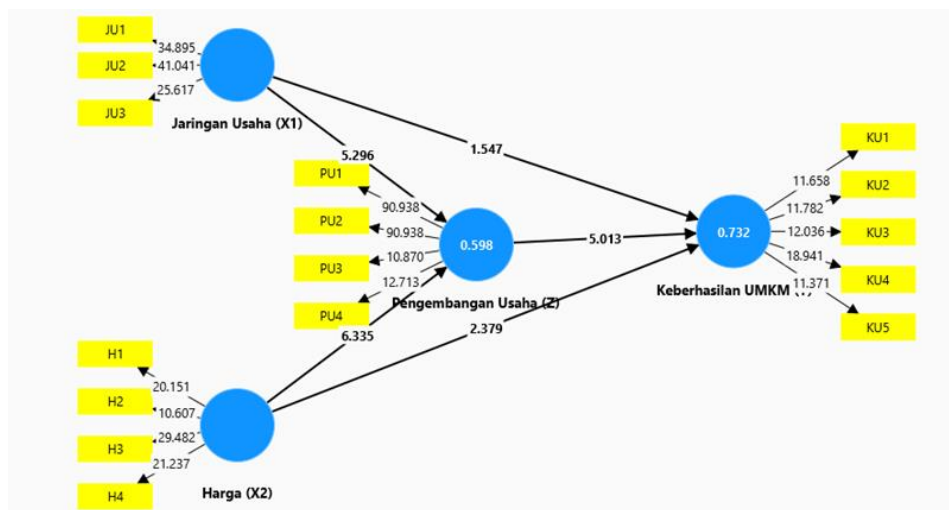 JU1
34.895
JU2
41.041
25.617
JU3
Jaringan Usaha (X1)
1.547
5.296
PU1
90.938
PU2
90.938
PU3
10.870
12.713
PU4
0.598
Pengembangan Usaha (Z)
5.013
6.335
2.379
0.732
Keberhasilan UMKM
KU1
11.658
KU2
11.782
KU3
12.036
18.941
KU4
11.371
KU5
H1
20.151
H2
10.607
H3
29.482
21.237
H4
Harga (X2)